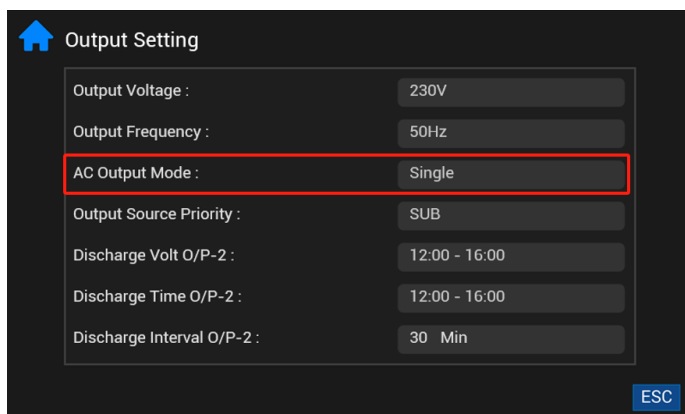 Output Setting
Output Voltage : 230V
Output Frequency : 50Hz
AC Output Mode : Single
Output Source Priority : SUB
Discharge Volt O/P-2 : 12:00 - 16:00
Discharge Time O/P-2 : 12:00 - 16:00
Discharge Interval O/P-2 : 30 Min
ESC